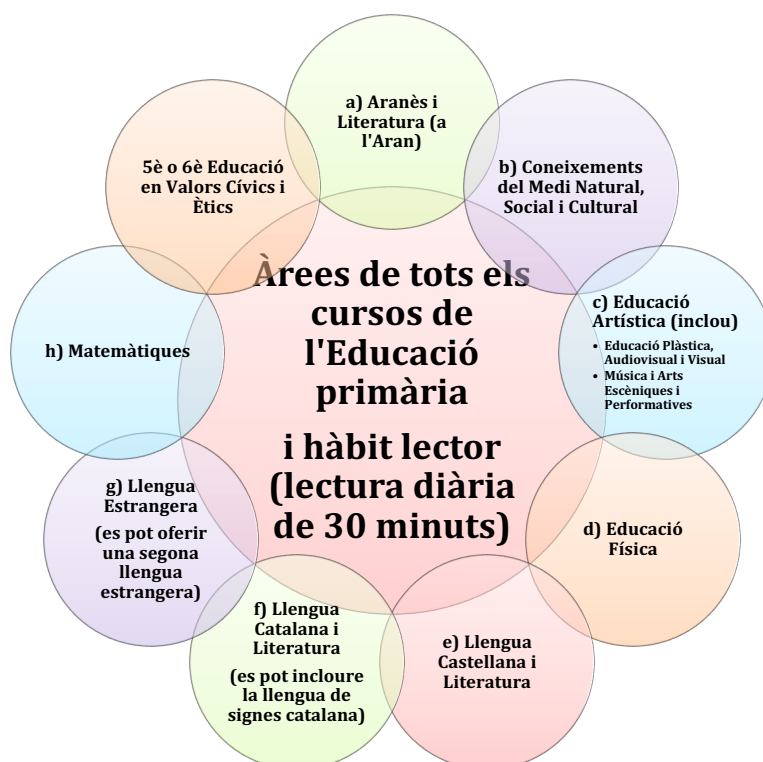 a) Aranès i
Literatura (a
l'Aran)
b) Coneixements
del Medi Natural,
Social i Cultural
c) Educació
Artística (inclou)
• Educació Plàstica,
Audiovisual i Visual
• Música i Arts
Escèniques i
Performatives
d) Educació
Física
e) Llengua
Castellana i
Literatura
f) Llengua
Catalana i
Literatura
(es pot incloure
la llengua de
signes catalana)
g) Llengua
Estrangera
(es pot oferir
una segona
llengua
estrangera)
h) Matemàtiques
5è o 6è Educació
en Valors Cívics i
Ètics
Àrees de tots els
cursos de
l'Educació
primària
i hàbit lector
(lectura diària
de 30 minuts)